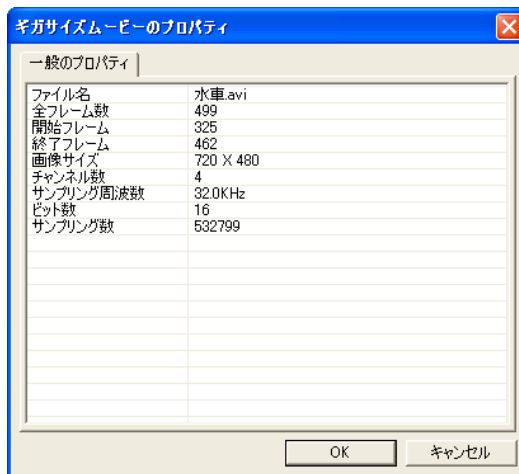 ギガサイズムービーのプロパティ
一般のプロパティ
ファイル名 水車.avi
全フレーム数 499
開始フレーム 325
終了フレーム 462
画像サイズ 720 X 480
チャンネル数 4
サンプリング周波数 32.0KHz
ビット数 16
サンプリング数 532799
OK キャンセル